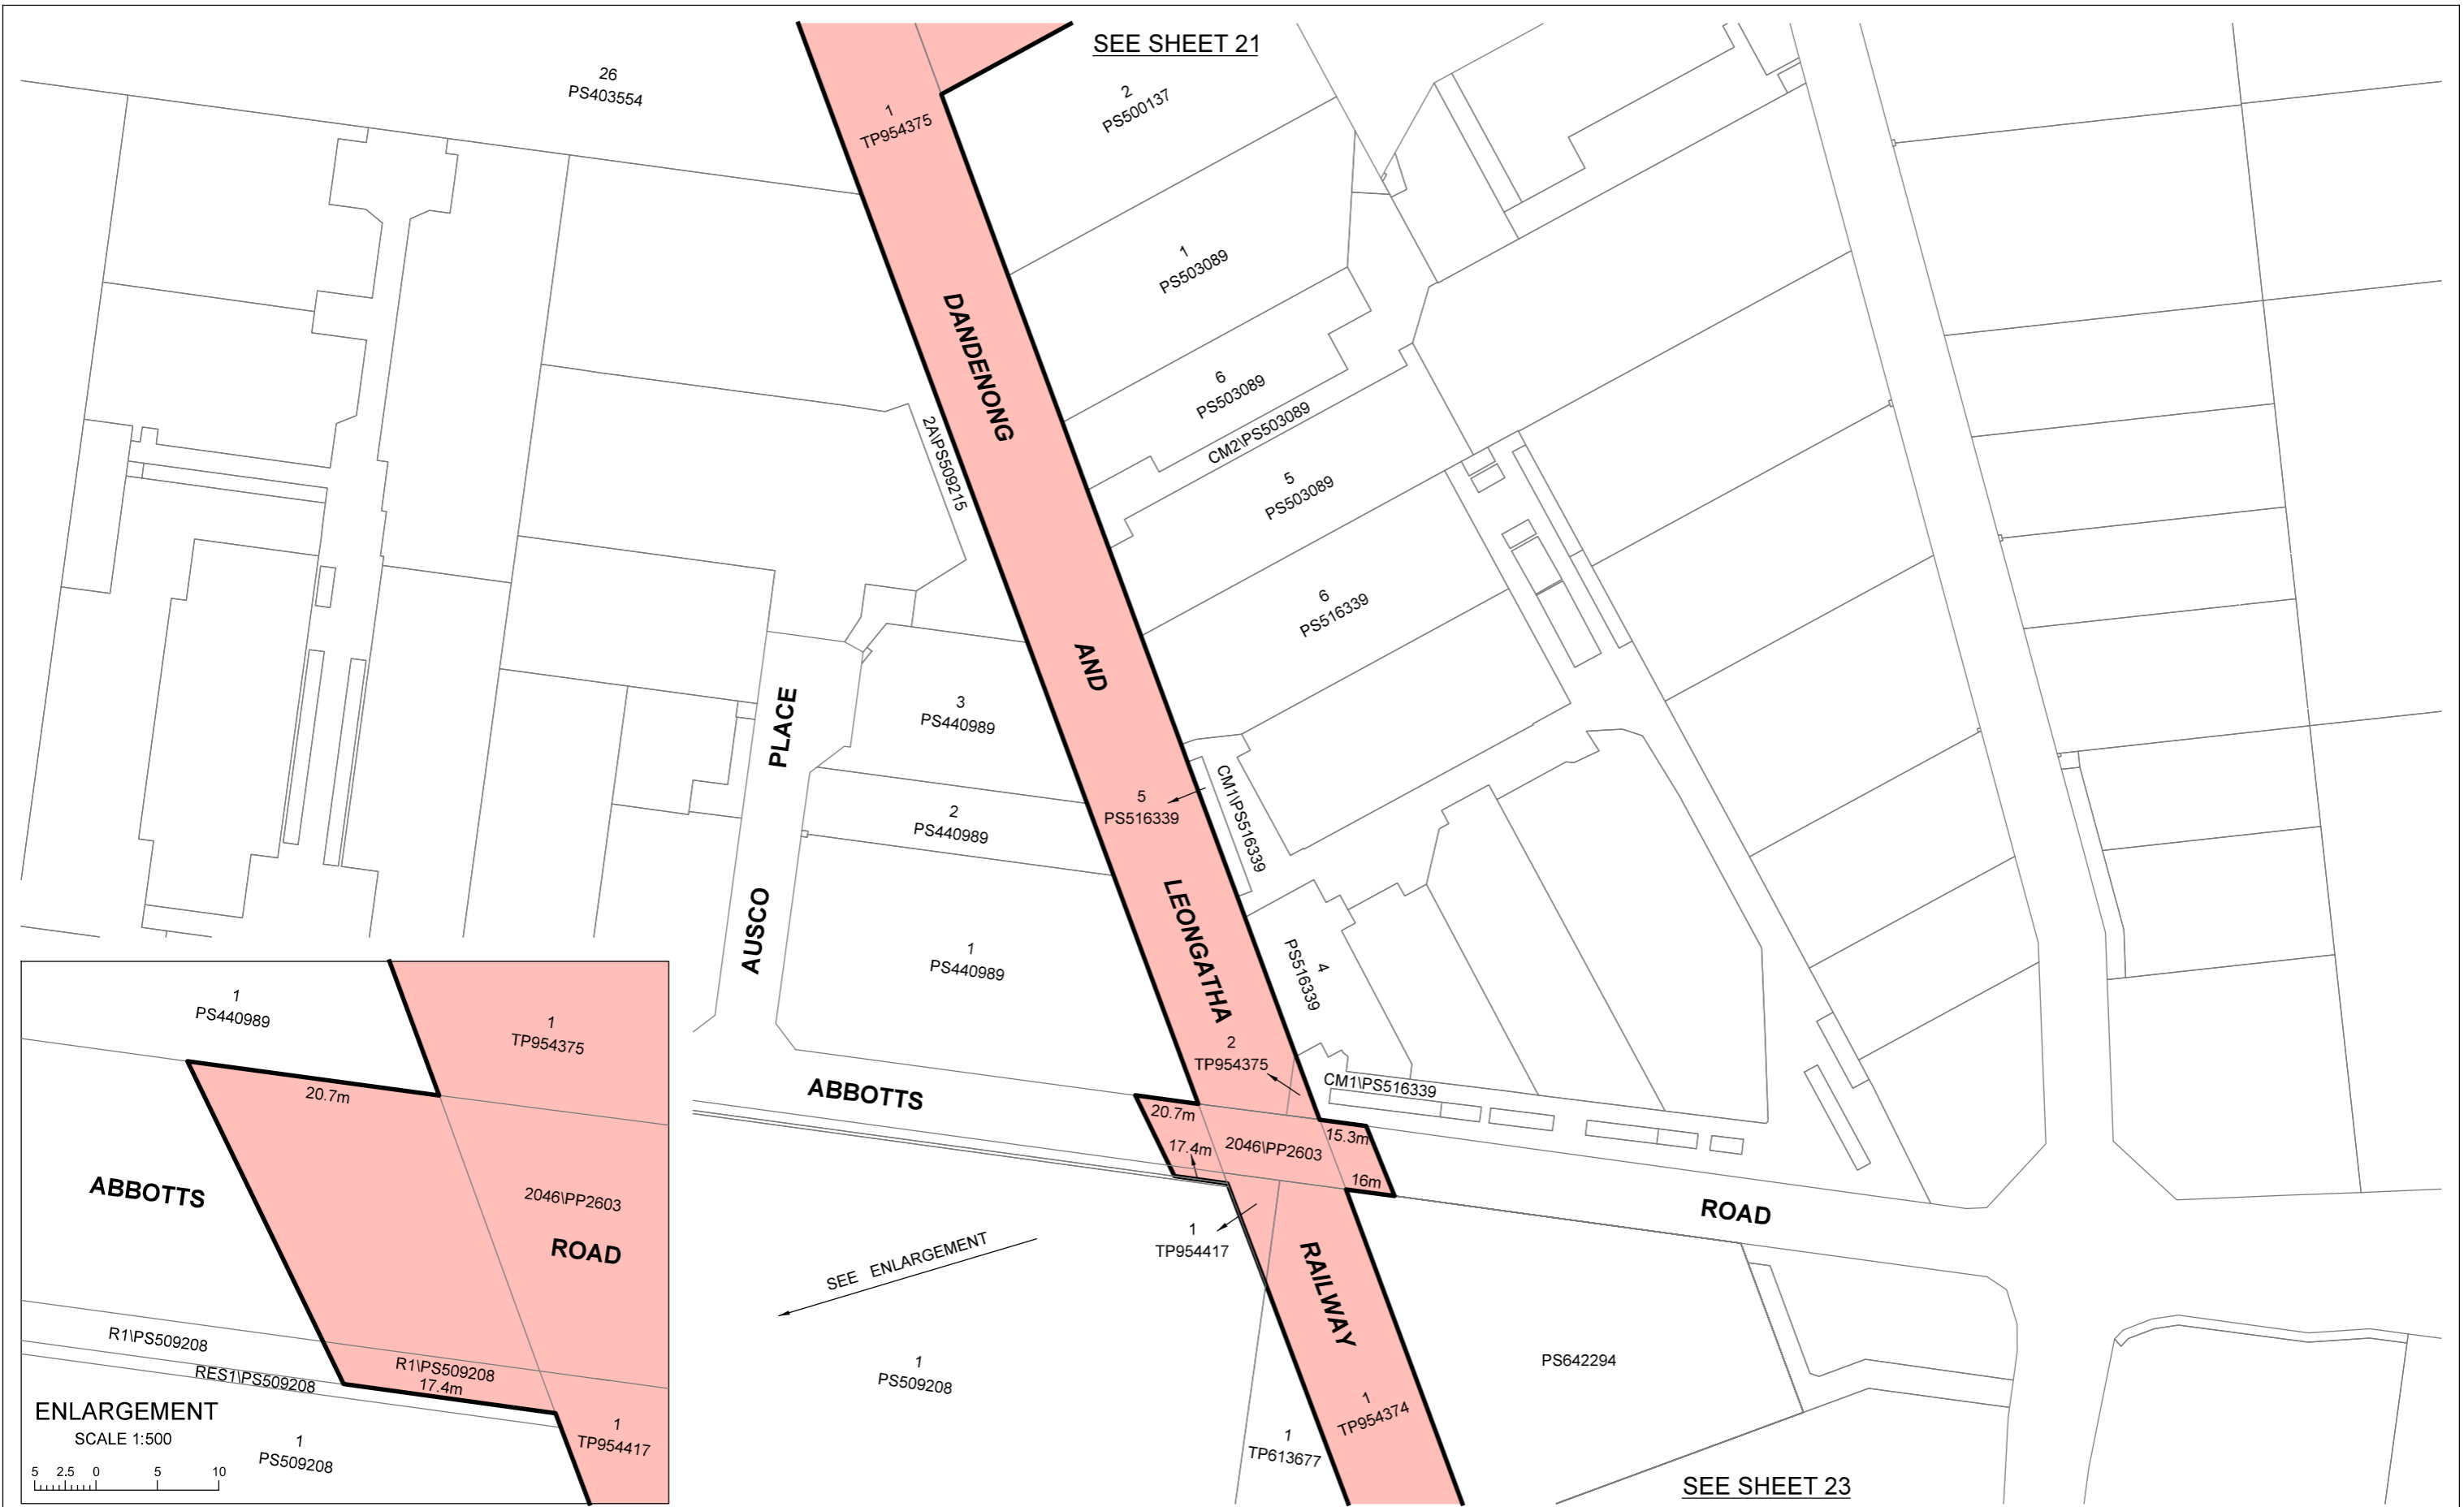 SEE SHEET 21
26
PS403554
1
TP954375
2
PS500137
1
PS503089
DANDENONG
6
PS503089
CM2\PS503089
2A\PS509215
5
PS503089
6
PS516339
AND
3
PS440989
PLACE
5
PS516339
CM1\PS516339
2
PS440989
AUSCO
LEONGATHA
1
PS440989
4
PS516339
2
TP954375
CM1\PS516339
ABBOTTS
20.7m
15.3m
17.4m
2046\PP2603
16m
ROAD
1
TP954417
SEE ENLARGEMENT
RAILWAY
1
PS509208
PS642294
1
TP954374
1
TP613677
SEE SHEET 23
1
PS440989
1
TP954375
20.7m
ABBOTTS
2046\PP2603
ROAD
R1\PS509208
R1\PS509208
RES1\PS509208
17.4m
1
TP954417
ENLARGEMENT
SCALE 1:500
1
PS509208
5 2.5 0 5 10